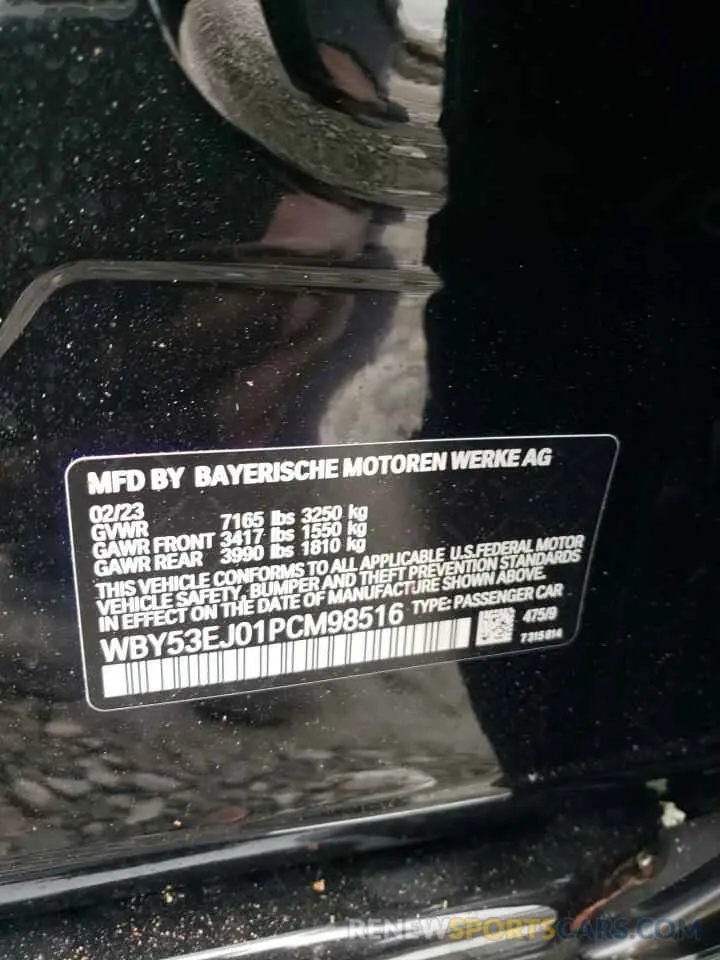 MFD BY BAYERISCHE MOTOREN WERKE AG
02/23
GVWR 7165 lbs 3250 kg
GAWR FRONT 3417 lbs 1550 kg
GAWR REAR 3990 lbs 1810 kg
THIS VEHICLE CONFORMS TO ALL APPLICABLE U.S.FEDERAL MOTOR
VEHICLE SAFETY, BUMPER AND THEFT PREVENTION STANDARDS
IN EFFECT ON THE DATE OF MANUFACTURE SHOWN ABOVE.
WBY53EJ01PCM98516 TYPE: PASSENGER CAR
475/9
7315814
RENEWSPORTSCARS.COM